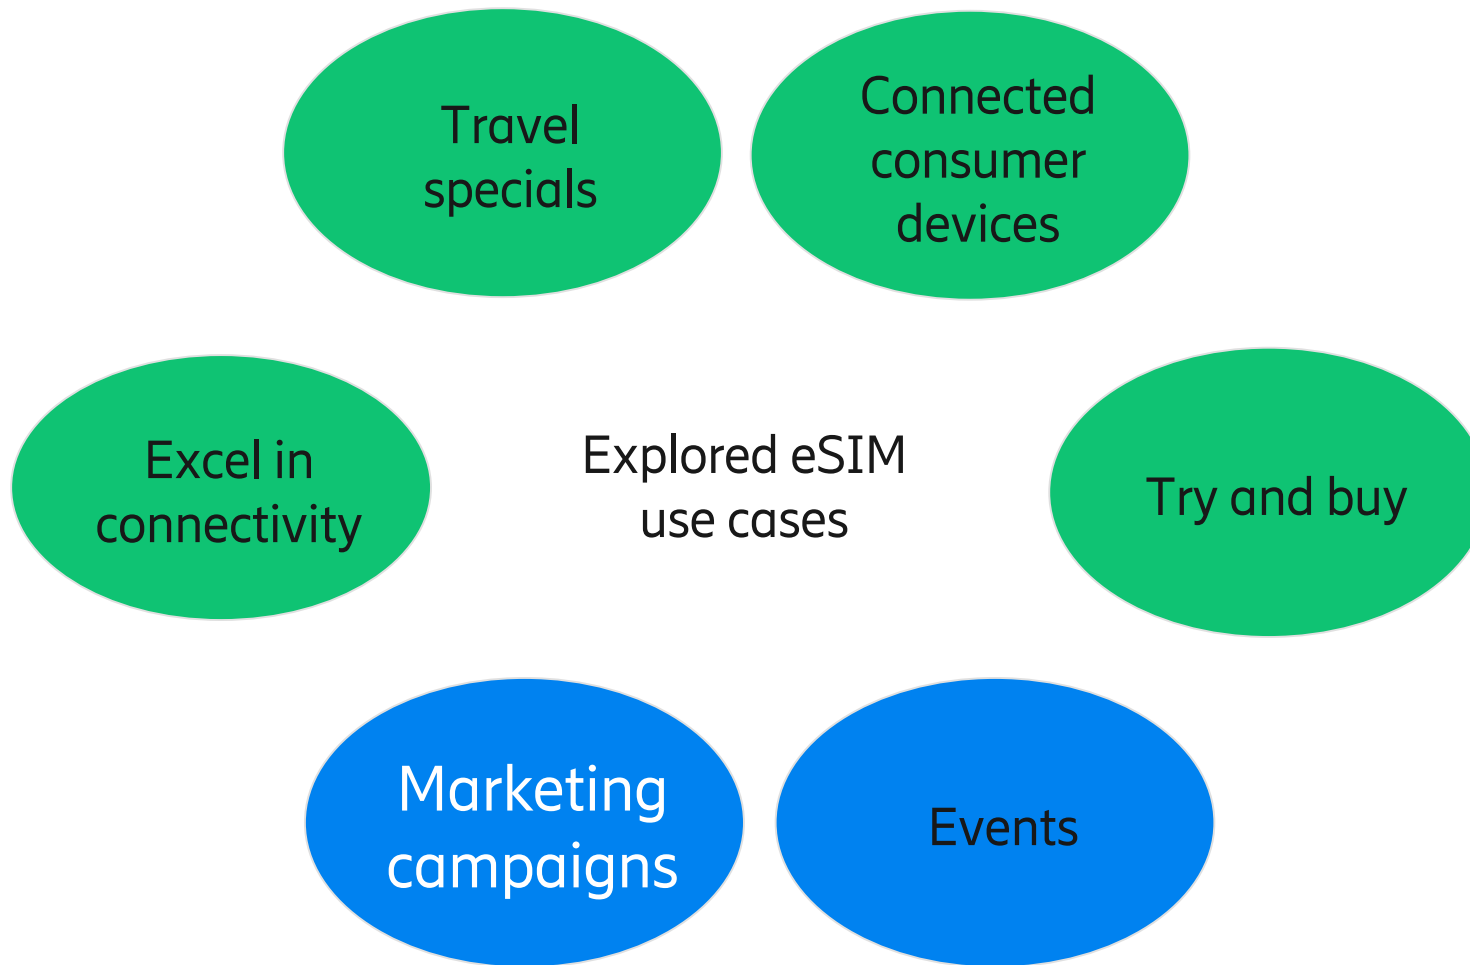 Travel
specials
Connected
consumer
devices
Excel in
connectivity
Explored eSIM
use cases
Try and buy
Marketing
campaigns
Events